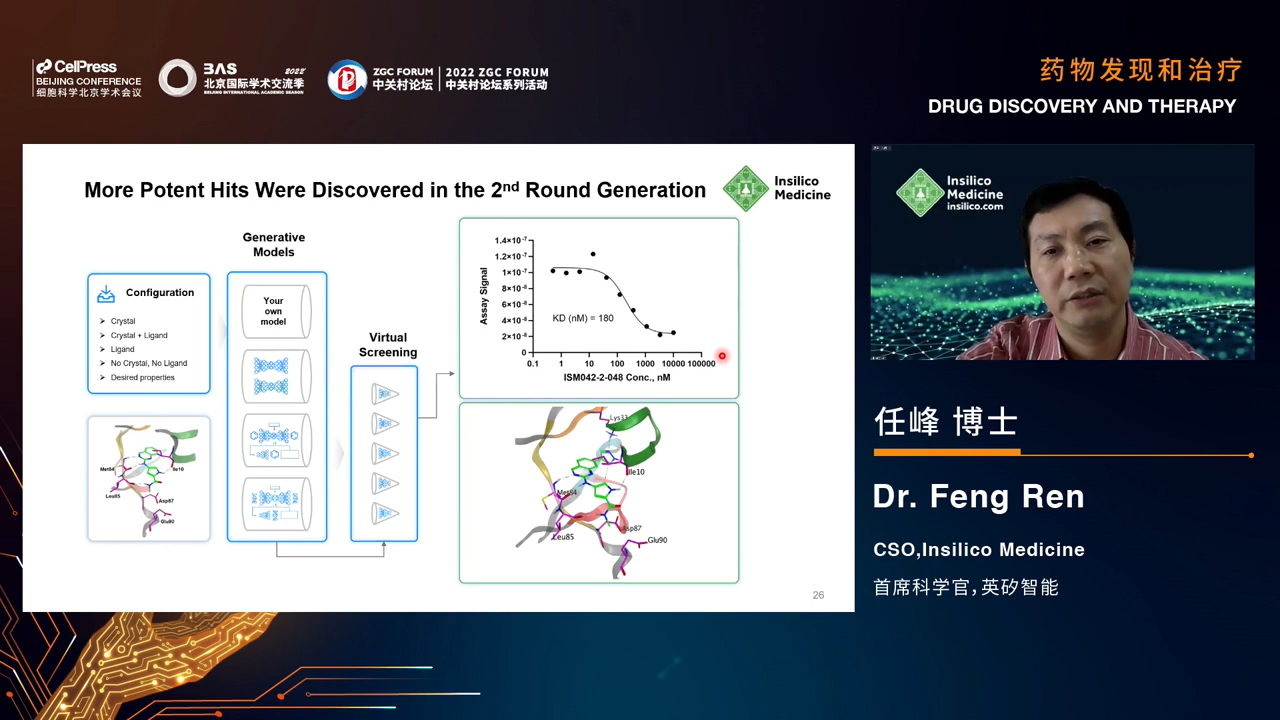 CelPress
BEIJING CONFERENCE
细胞科学北京学术会议
BAS 2022
北京国际学术交流季
BEIJING INTERNATIONAL ACADEMIC SEASON
ZGC FORUM
中关村论坛
2022 ZGC FORUM
中关村论坛系列活动
药物发现和治疗
DRUG DISCOVERY AND THERAPY
More Potent Hits Were Discovered in the 2nd Round Generation
Insilico
Medicine
Configuration
➢ Crystal
➢ Crystal + Ligand
➢ Ligand
➢ No Crystal, No Ligand
➢ Desired properties
Met84
Ile10
Leu85
Asp87
Glu90
Generative
Models
Your
own
model
Virtual
Screening
Assay Signal
1.4×10-7
1.2×10-7
1×10-7
8×10-8
6×10-8
4×10-8
2×10-8
0
KD (nM) = 180
0.1 1 10 100 1000 10000 100000
ISM042-2-048 Conc., nM
Lys33
Ile10
Met84
Asp87
Leu85
Glu90
26
Insilico
Medicine
insilico.com
任峰 博士
Dr. Feng Ren
CSO,Insilico Medicine
首席科学官,英矽智能